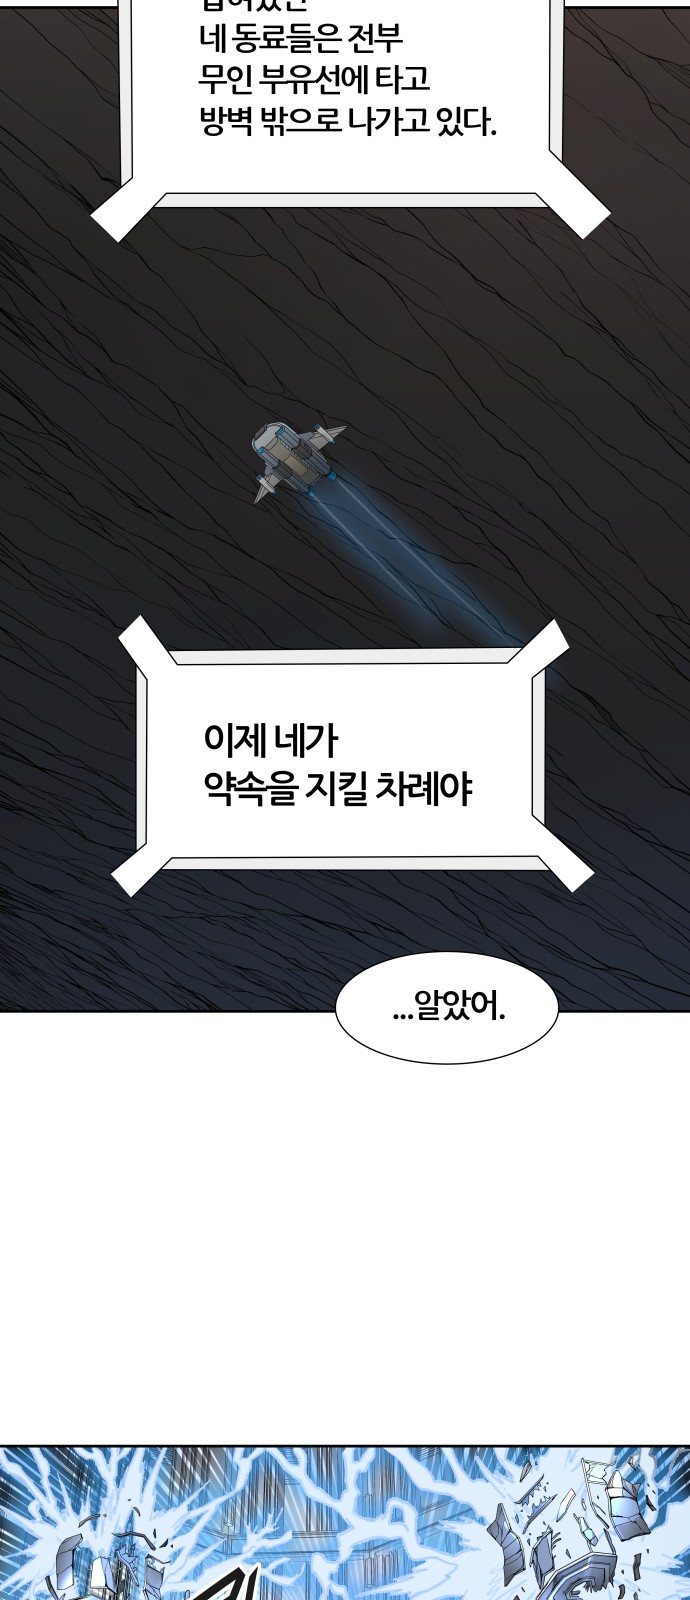 네 동료들은 전부
무인 부유선에 타고
방벽 밖으로 나가고 있다.
이제 네가
약속을 지킬 차례야
...알았어.